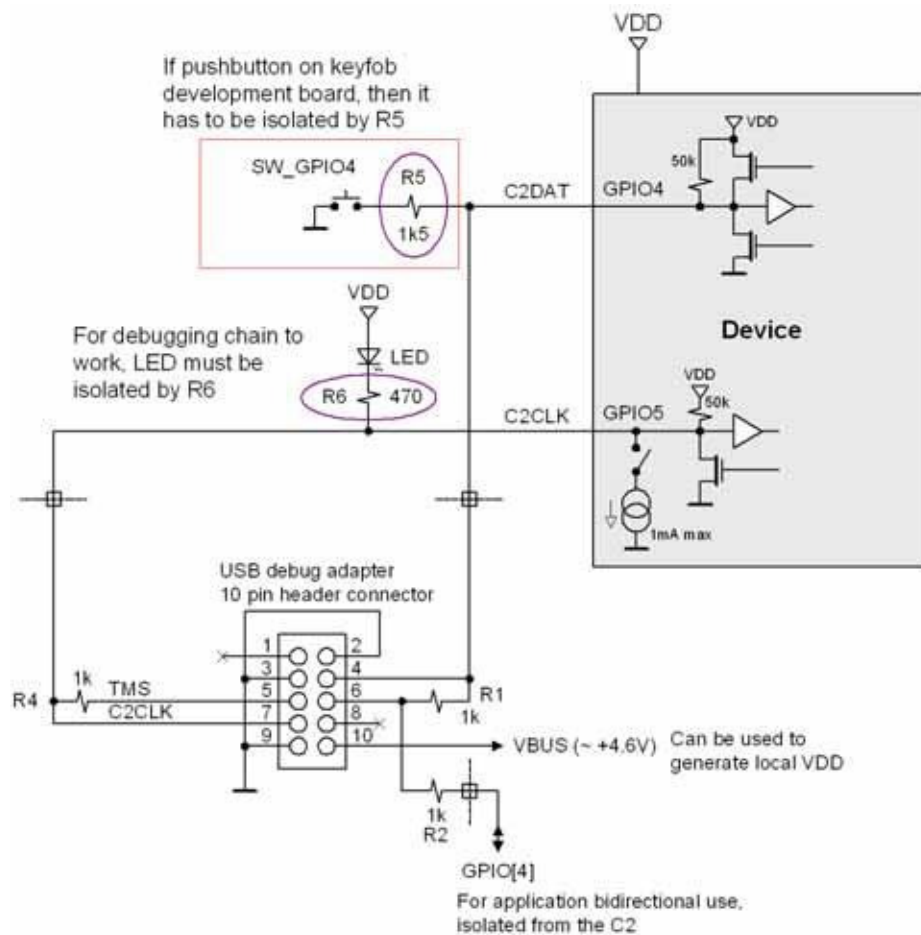 VDD
If pushbutton on keyfob
development board, then it
has to be isolated by R5
SW_GPIO4
R5
1k5
C2DAT
GPIO4
VDD
50k
VDD
LED
For debugging chain to
work, LED must be
isolated by R6
R6 470
Device
C2CLK
GPIO5
VDD
50k
1mA max
USB debug adapter
10 pin header connector
1 2
3 4
5 6
7 8
9 10
R4
1k
TMS
C2CLK
R1
1k
VBUS (~ +4.6V)
Can be used to
generate local VDD
1k
R2
GPIO[4]
For application bidirectional use,
isolated from the C2